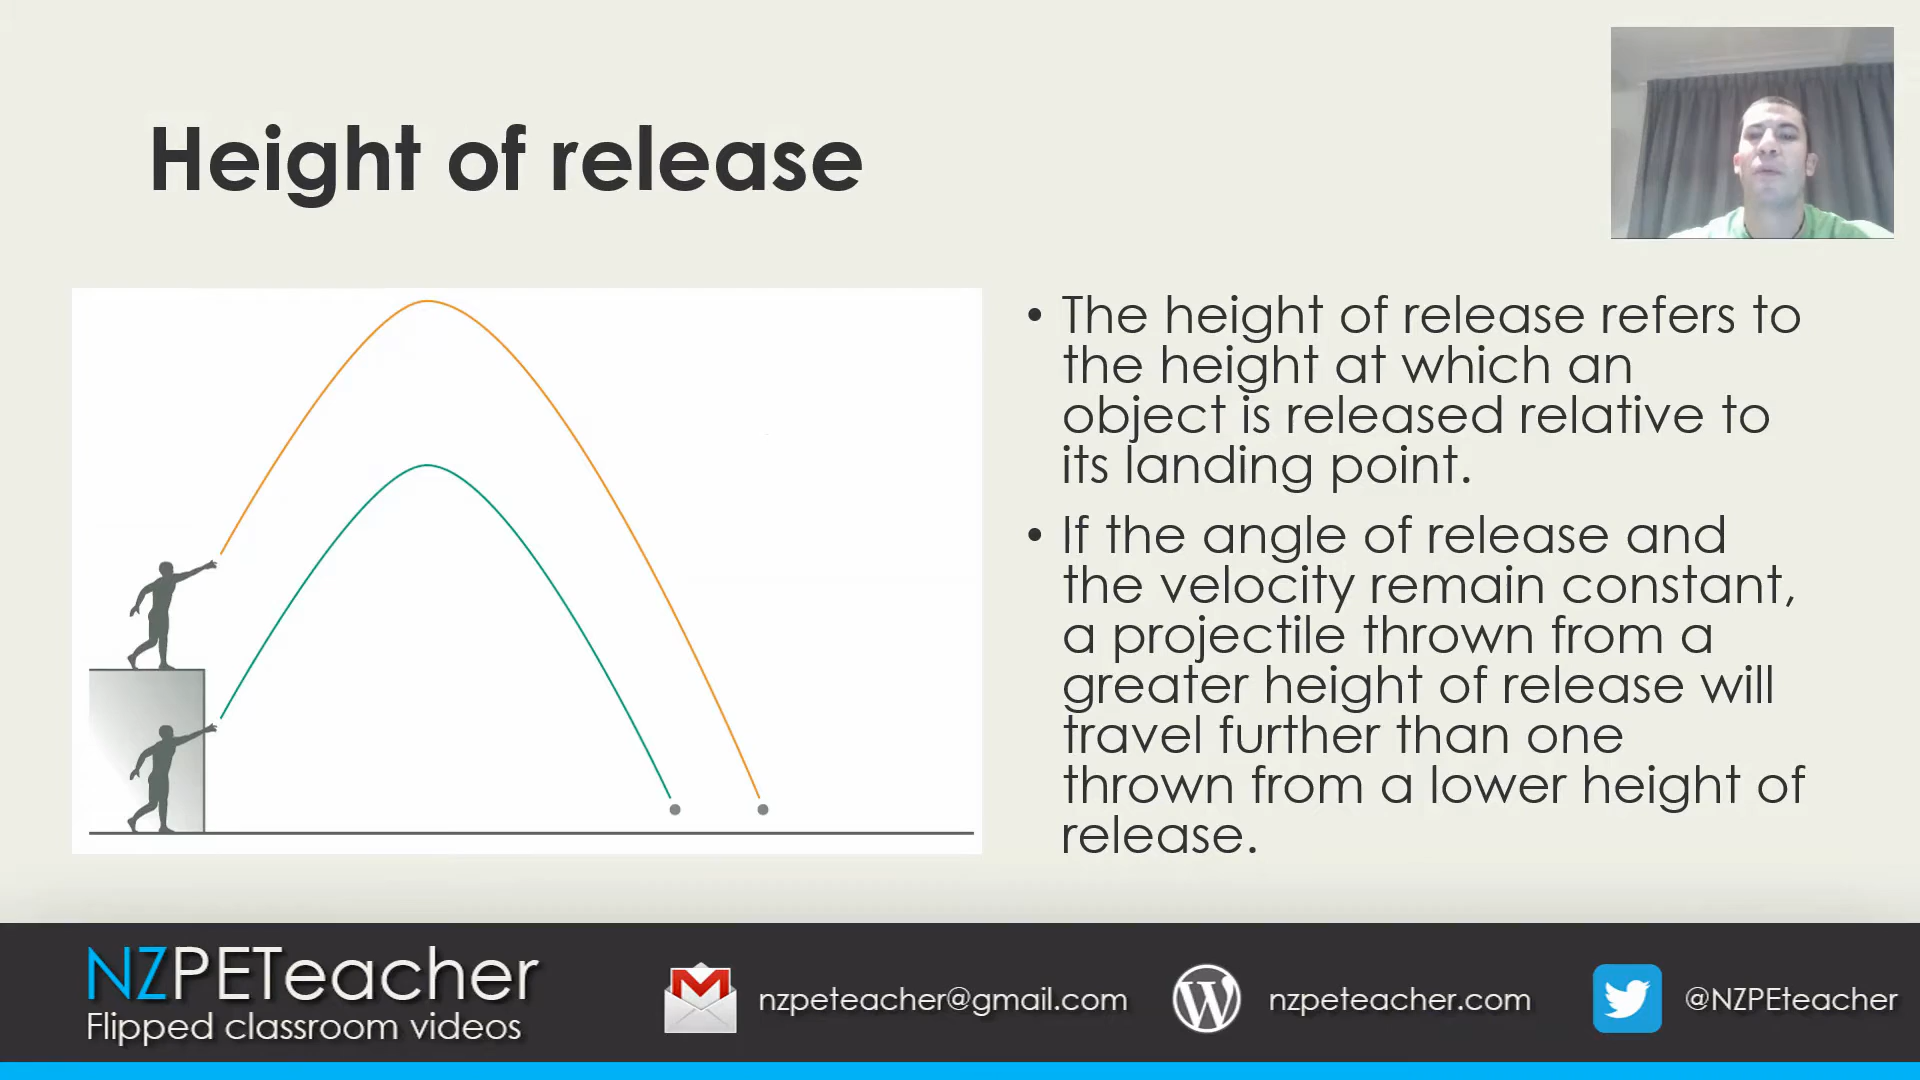 Height of release
• The height of release refers to
the height at which an
object is released relative to
its landing point.
• If the angle of release and
the velocity remain constant,
a projectile thrown from a
greater height of release will
travel further than one
thrown from a lower height of
release.
NZPETeacher
Flipped classroom videos
nzpeteacher@gmail.com
nzpeteacher.com
@NZPEteacher